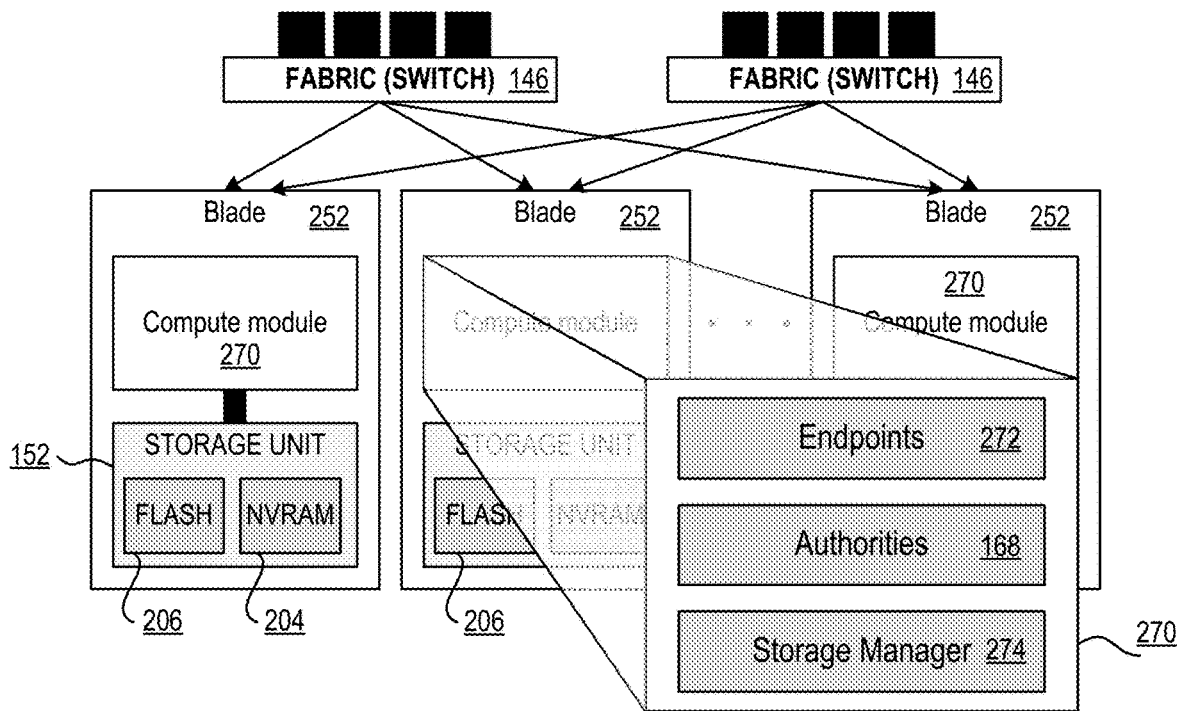 FABRIC (SWITCH) 146
FABRIC (SWITCH) 146
Blade 252
Blade 252
Blade 252
Compute module
270
Compute module
. . .
270
Compute module
STORAGE UNIT
152
FLASH
NVRAM
206
204
STORAGE UNIT
FLASH
NVRAM
206
Endpoints 272
Authorities 168
Storage Manager 274
270